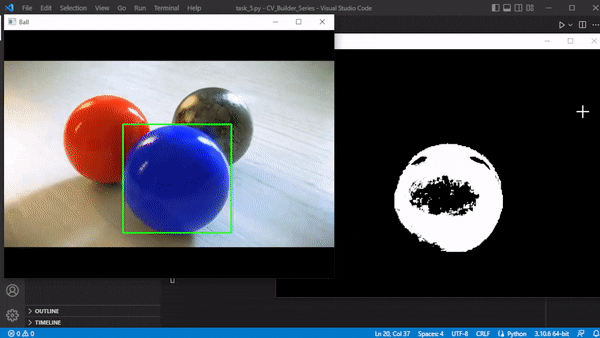 File Edit Selection View Go Run Terminal Help task_5.py - CV_Builder_Series - Visual Studio Code
Ball
OUTLINE
TIMELINE
0 0 Ln 20, Col 37 Spaces: 4 UTF-8 CRLF Python 3.10.6 64-bit